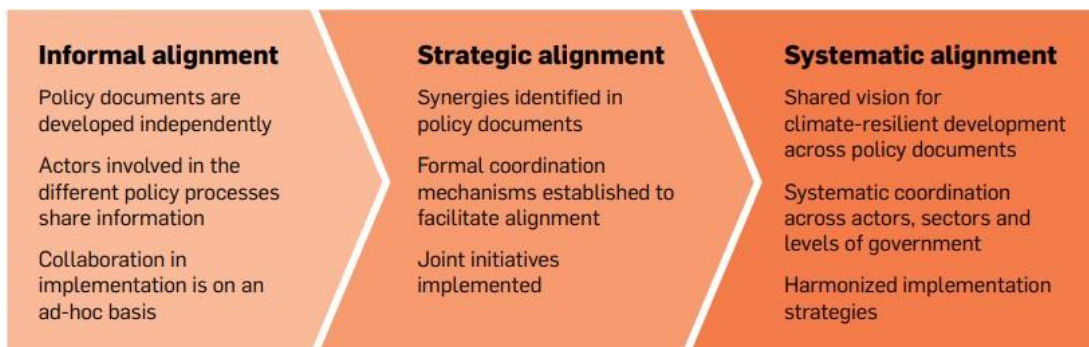 Informal alignment
Policy documents are
developed independently
Actors involved in the
different policy processes
share information
Collaboration in
implementation is on an
ad-hoc basis
Strategic alignment
Synergies identified in
policy documents
Formal coordination
mechanisms established to
facilitate alignment
Joint initiatives
implemented
Systematic alignment
Shared vision for
climate-resilient development
across policy documents
Systematic coordination
across actors, sectors and
levels of government
Harmonized implementation
strategies